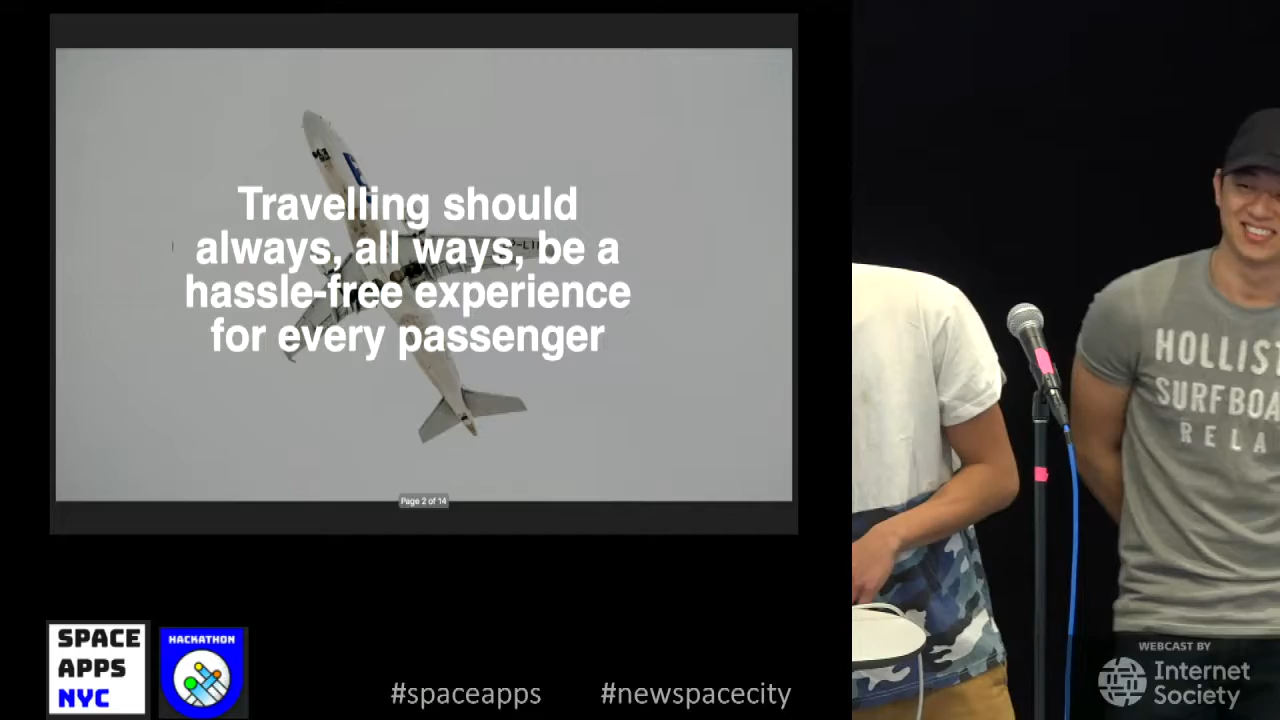 Travelling should
always, all ways, be a
hassle-free experience
for every passenger
Page 2 of 14
HOLLIST
SURFBOA
RELA
SPACE
APPS
NYC
HACKATHON
#spaceapps #newspacecity
WEBCAST BY
Internet
Society